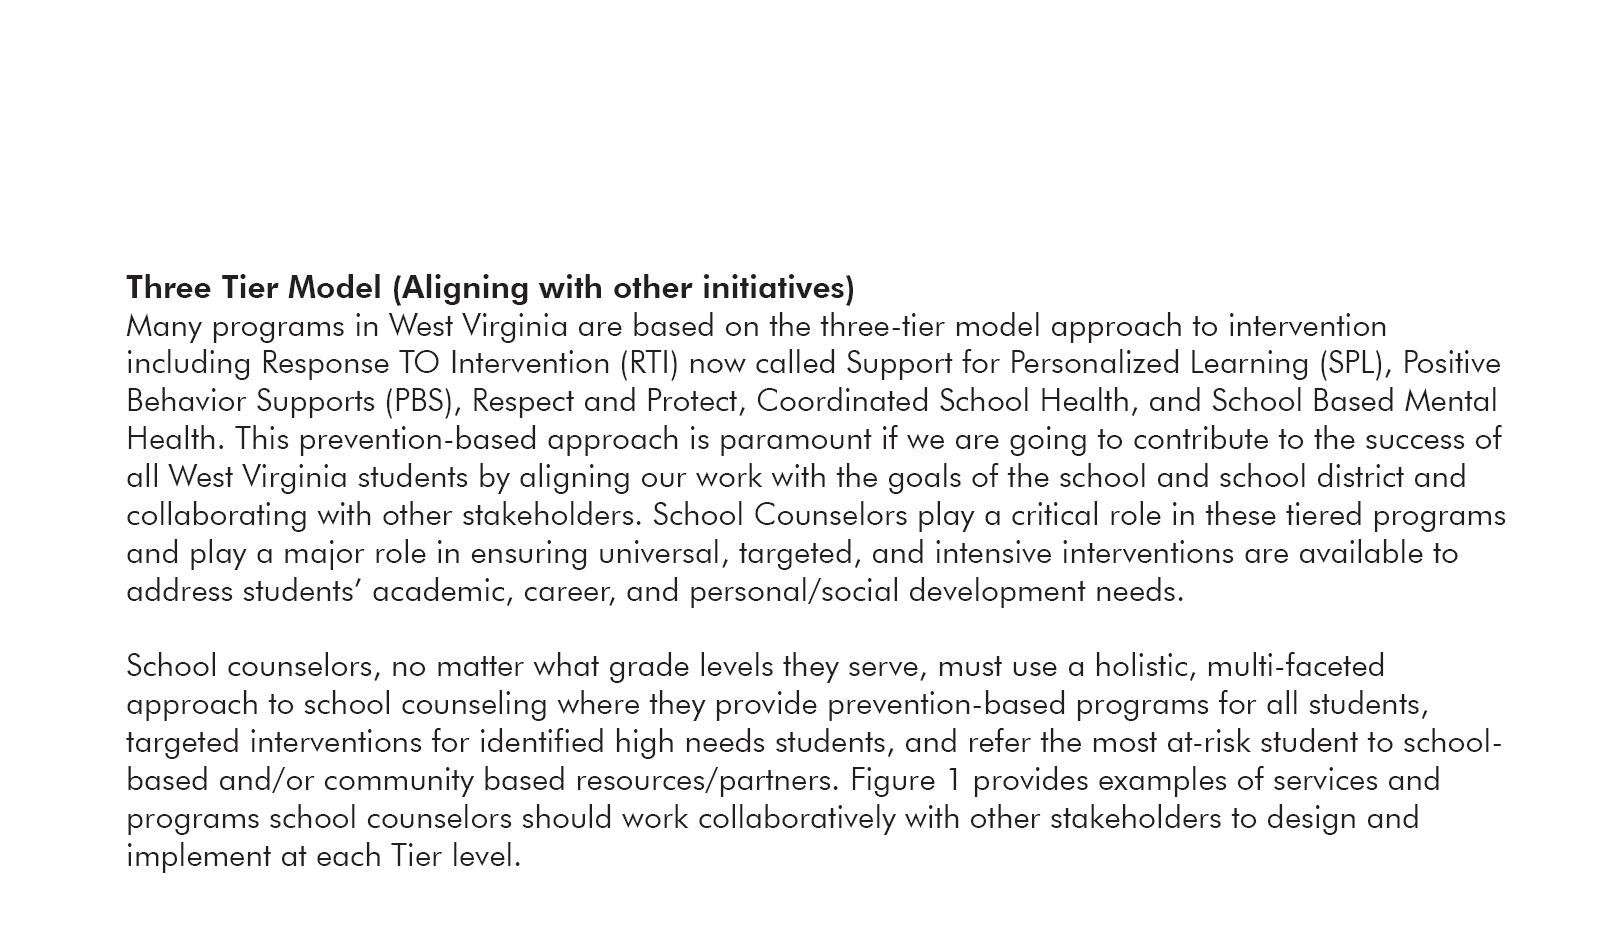 Three Tier Model (Aligning with other initiatives)
Many programs in West Virginia are based on the three-tier model approach to intervention
including Response TO Intervention (RTI) now called Support for Personalized Learning (SPL), Positive
Behavior Supports (PBS), Respect and Protect, Coordinated School Health, and School Based Mental
Health. This prevention-based approach is paramount if we are going to contribute to the success of
all West Virginia students by aligning our work with the goals of the school and school district and
collaborating with other stakeholders. School Counselors play a critical role in these tiered programs
and play a major role in ensuring universal, targeted, and intensive interventions are available to
address students’ academic, career, and personal/social development needs.
School counselors, no matter what grade levels they serve, must use a holistic, multi-faceted
approach to school counseling where they provide prevention-based programs for all students,
targeted interventions for identified high needs students, and refer the most at-risk student to school-
based and/or community based resources/partners. Figure 1 provides examples of services and
programs school counselors should work collaboratively with other stakeholders to design and
implement at each Tier level.